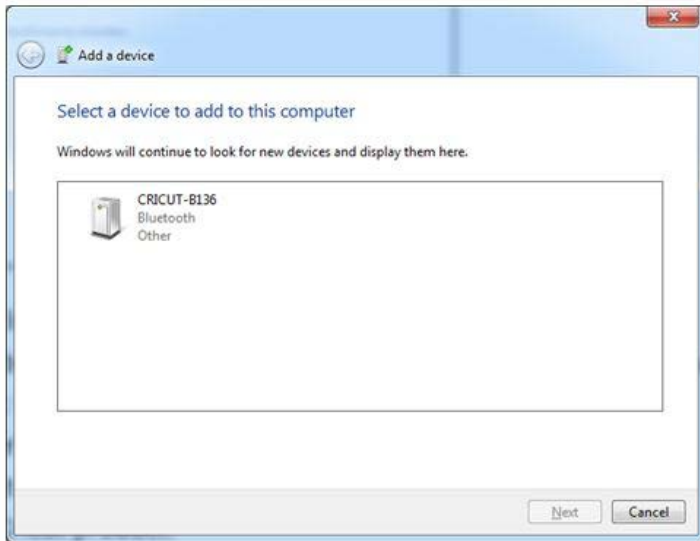 Add a device
Select a device to add to this computer
Windows will continue to look for new devices and display them here.
CRICUT-B136
Bluetooth
Other
Next
Cancel